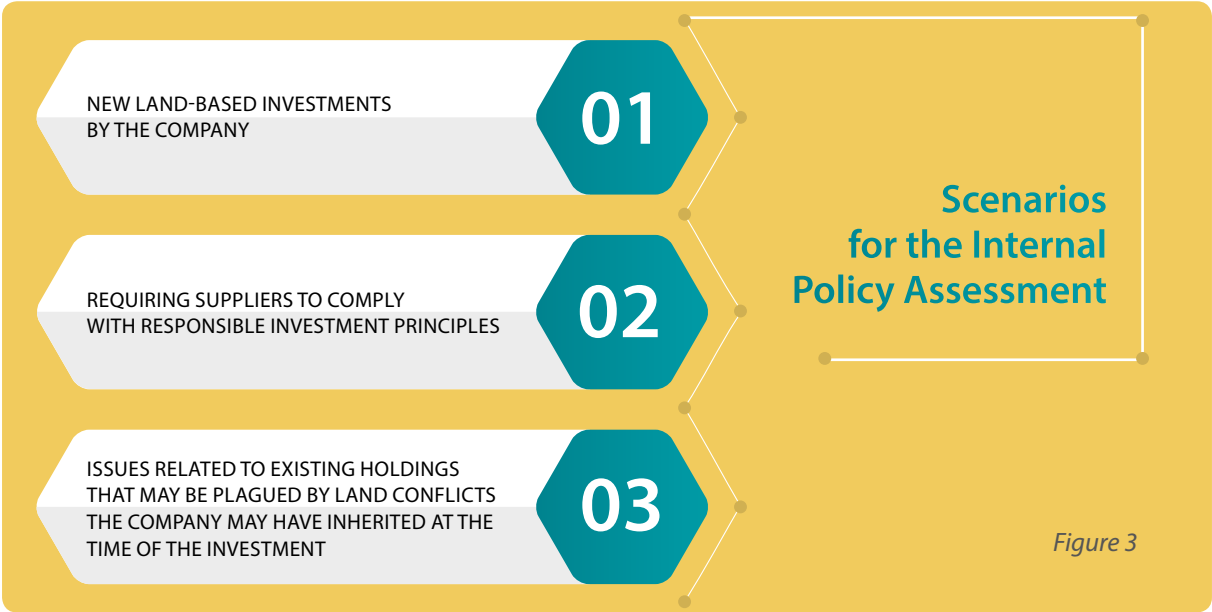 NEW LAND-BASED INVESTMENTS
BY THE COMPANY
01
REQUIRING SUPPLIERS TO COMPLY
WITH RESPONSIBLE INVESTMENT PRINCIPLES
02
ISSUES RELATED TO EXISTING HOLDINGS
THAT MAY BE PLAGUED BY LAND CONFLICTS
THE COMPANY MAY HAVE INHERITED AT THE
TIME OF THE INVESTMENT
03
Scenarios
for the Internal
Policy Assessment
Figure 3